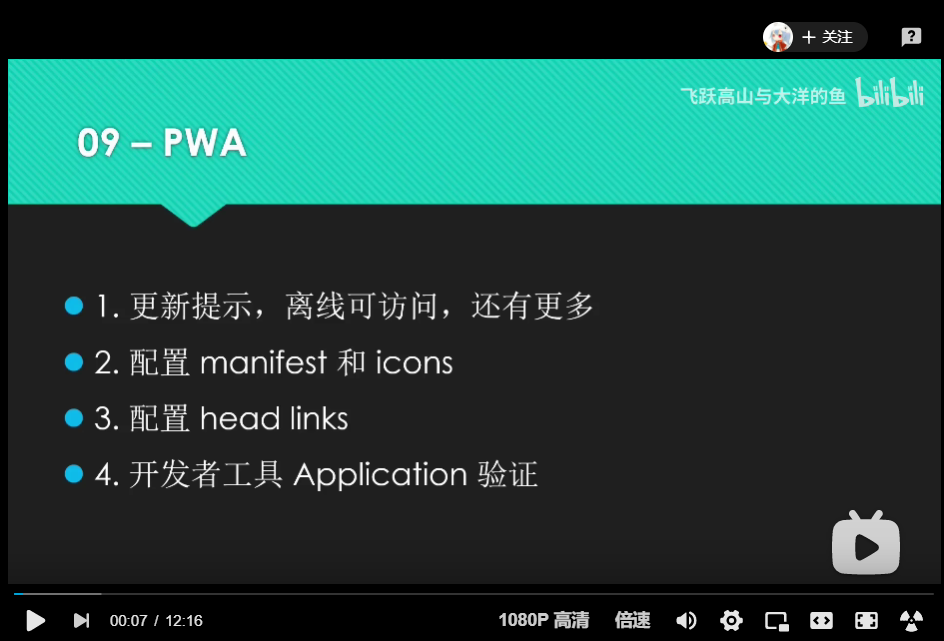 + 关注
飞跃高山与大洋的鱼 bilibili
09 – PWA
1. 更新提示，离线可访问，还有更多
2. 配置 manifest 和 icons
3. 配置 head links
4. 开发者工具 Application 验证
00:07 / 12:16 1080P 高清 倍速